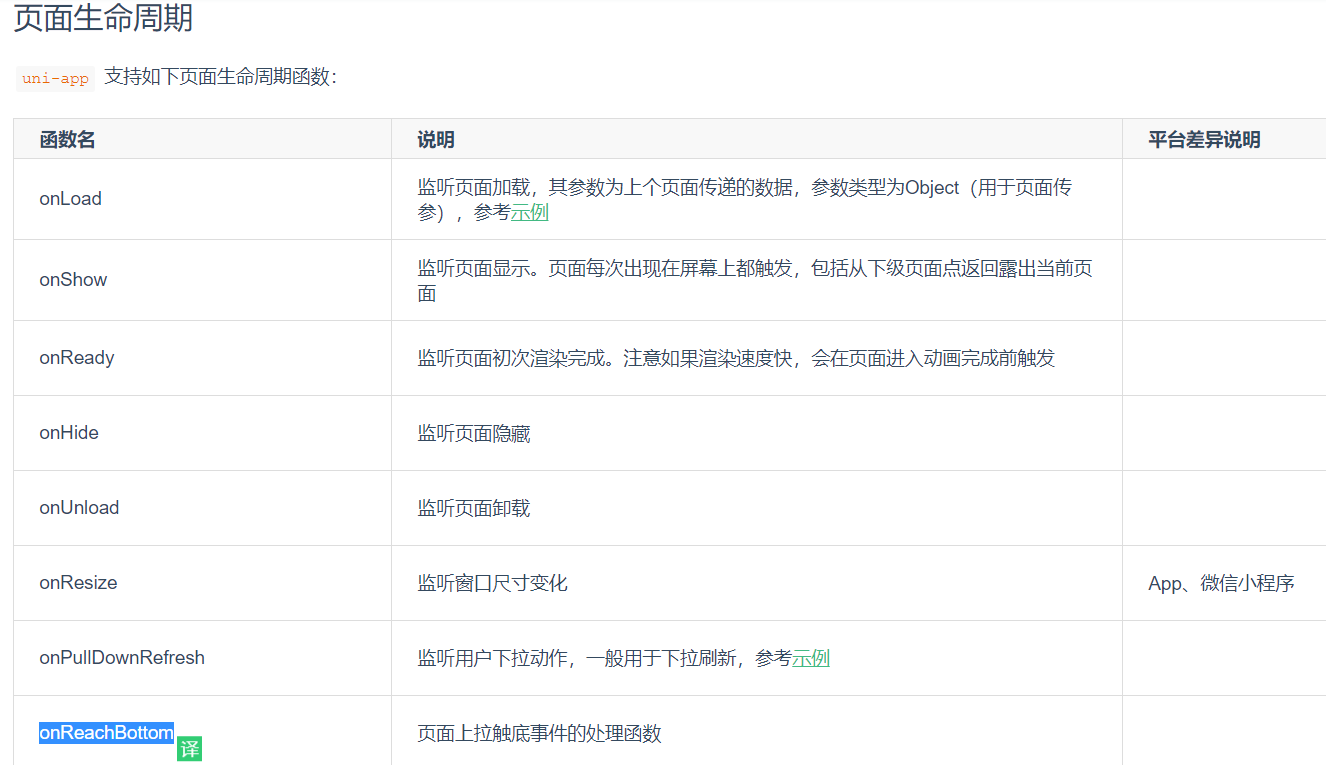 页面生命周期
uni-app 支持如下页面生命周期函数：
函数名 说明 平台差异说明
onLoad 监听页面加载，其参数为上个页面传递的数据，参数类型为Object（用于页面传
参），参考示例
onShow 监听页面显示。页面每次出现在屏幕上都触发，包括从下级页面点返回露出当前页
面
onReady 监听页面初次渲染完成。注意如果渲染速度快，会在页面进入动画完成前触发
onHide 监听页面隐藏
onUnload 监听页面卸载
onResize 监听窗口尺寸变化 App、微信小程序
onPullDownRefresh 监听用户下拉动作，一般用于下拉刷新，参考示例
onReachBottom 译 页面上拉触底事件的处理函数